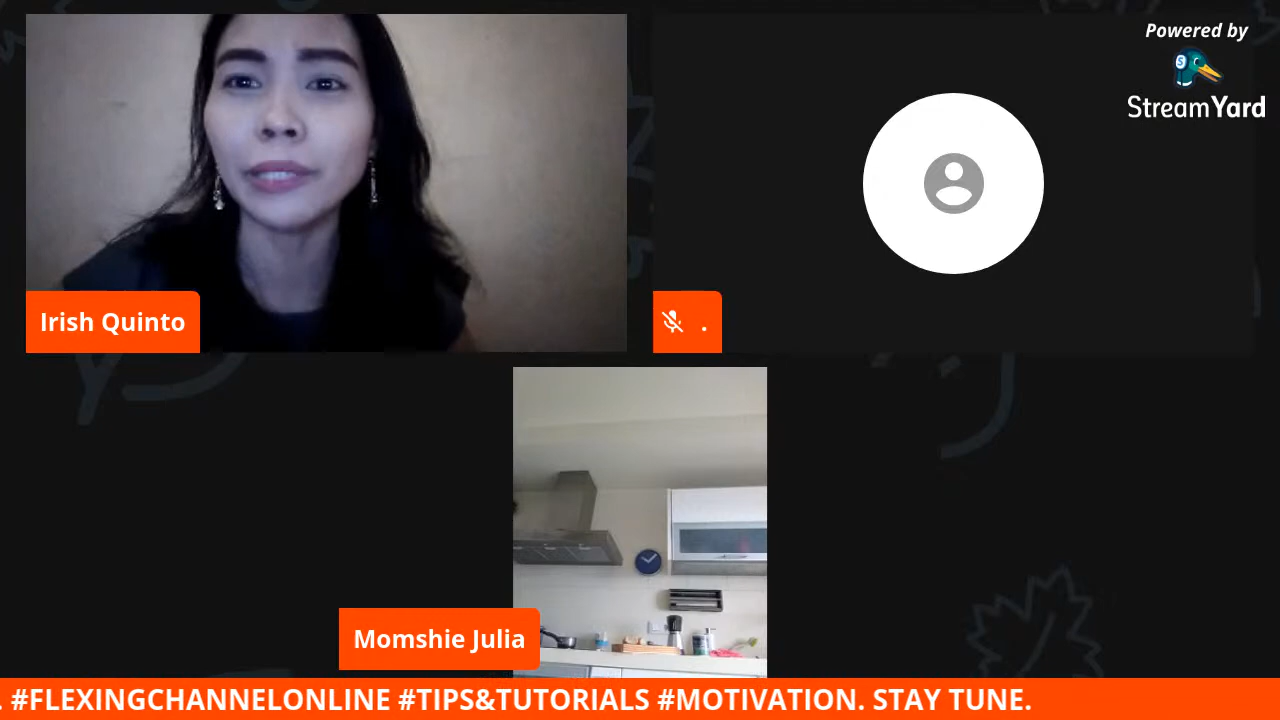 Powered by
StreamYard
Irish Quinto
.
Momshie Julia
. #FLEXINGCHANNELONLINE #TIPS&TUTORIALS #MOTIVATION. STAY TUNE.